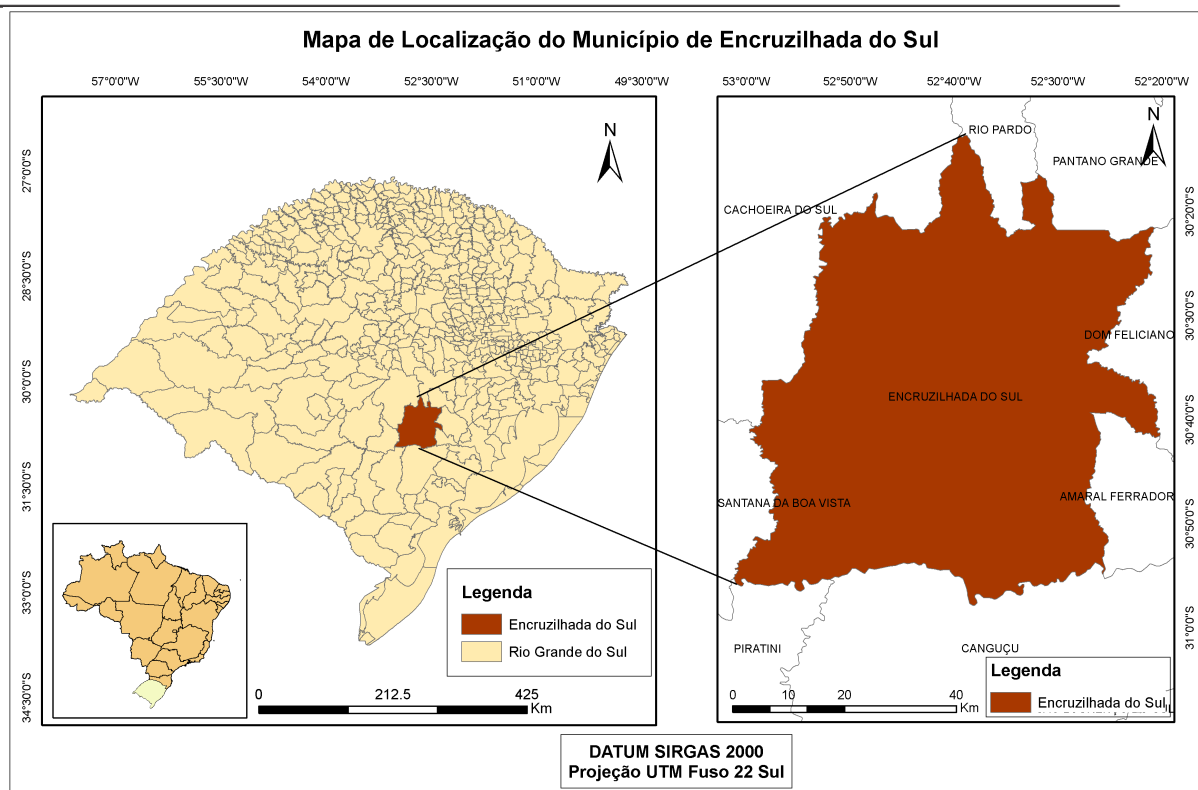 Mapa de Localização do Município de Encruzilhada do Sul
57°0'0"W 55°30'0"W 54°0'0"W 52°30'0"W 51°0'0"W 49°30'0"W
27°0'0"S
28°30'0"S
30°0'0"S
31°30'0"S
33°0'0"S
34°30'0"S
N
Legenda
Encruzilhada do Sul
Rio Grande do Sul
0 212.5 425
Km
53°0'0"W 52°50'0"W 52°40'0"W 52°30'0"W 52°20'0"W
N
RIO PARDO
PANTANO GRANDE
CACHOEIRA DO SUL
DOM FELICIANO
ENCRUZILHADA DO SUL
SANTANA DA BOA VISTA
AMARAL FERRADOR
PIRATINI
CANGUÇU
30°20'0"S
30°30'0"S
30°40'0"S
30°50'0"S
31°0'0"S
Legenda
Encruzilhada do Sul
0 10 20 40
Km
DATUM SIRGAS 2000
Projeção UTM Fuso 22 Sul